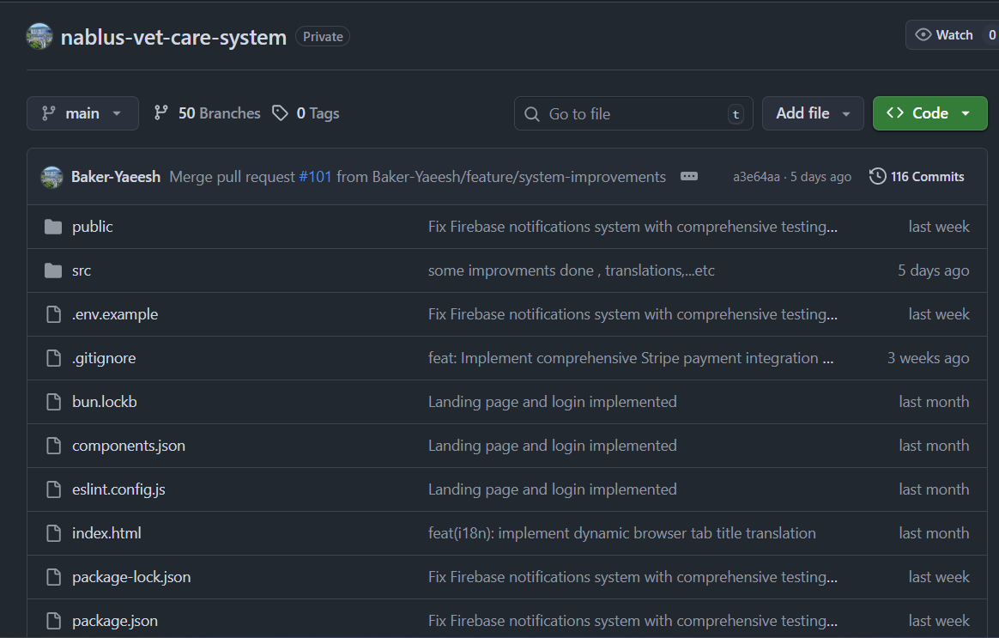 nablus-vet-care-system Private Watch 0
main 50 Branches 0 Tags Go to file t Add file Code
Baker-Yaeesh Merge pull request #101 from Baker-Yaeesh/feature/system-improvements a3e64aa · 5 days ago 116 Commits
public Fix Firebase notifications system with comprehensive testing... last week
src some improvments done , translations,...etc 5 days ago
.env.example Fix Firebase notifications system with comprehensive testing... last week
.gitignore feat: Implement comprehensive Stripe payment integration ... 3 weeks ago
bun.lockb Landing page and login implemented last month
components.json Landing page and login implemented last month
eslint.config.js Landing page and login implemented last month
index.html feat(i18n): implement dynamic browser tab title translation last month
package-lock.json Fix Firebase notifications system with comprehensive testing... last week
package.json Fix Firebase notifications system with comprehensive testing... last week